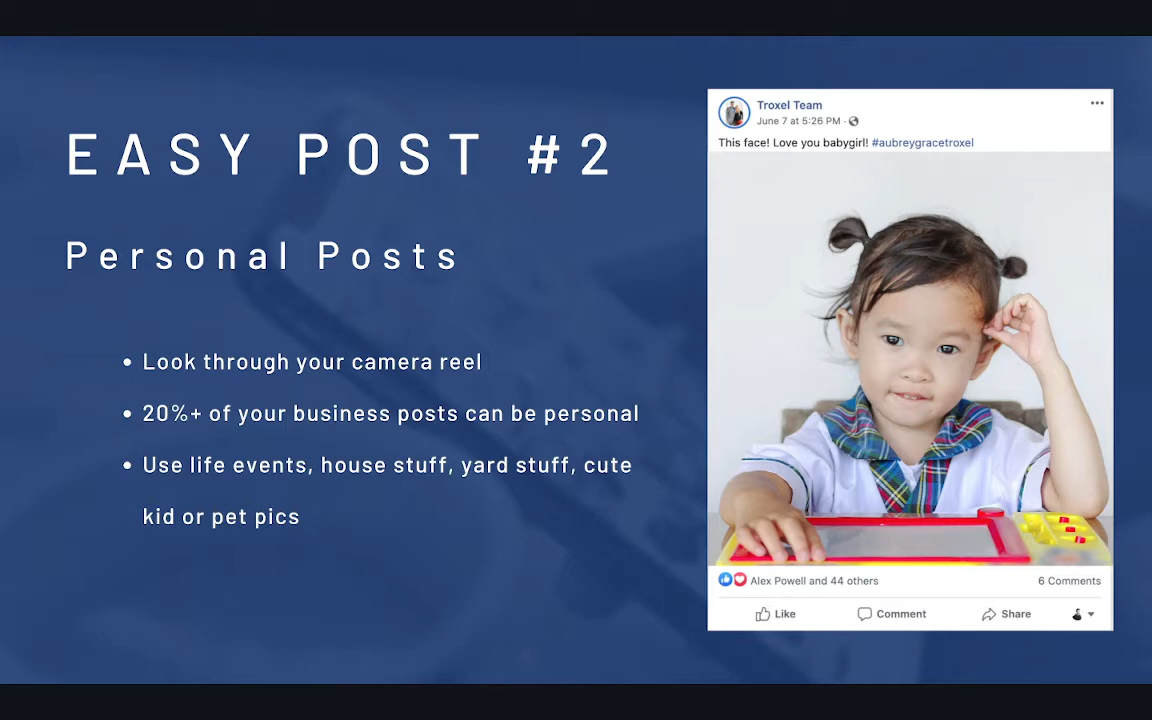 EASY POST #2
Personal Posts
• Look through your camera reel
• 20%+ of your business posts can be personal
• Use life events, house stuff, yard stuff, cute
kid or pet pics
Troxel Team
June 7 at 5:26 PM ·
This face! Love you babygirl! #aubreygracetroxel
Alex Powell and 44 others
6 Comments
Like
Comment
Share